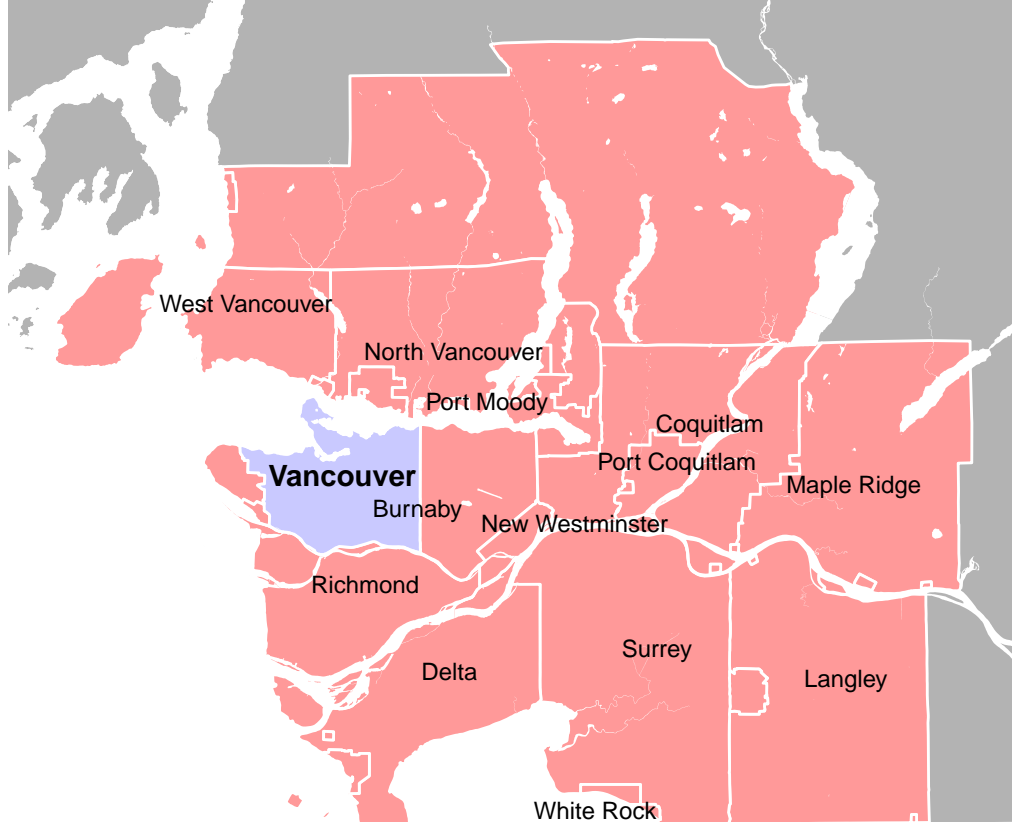 West Vancouver
North Vancouver
Port Moody
Coquitlam
Port Coquitlam
Vancouver
Maple Ridge
Burnaby
New Westminster
Richmond
Surrey
Delta
Langley
White Rock